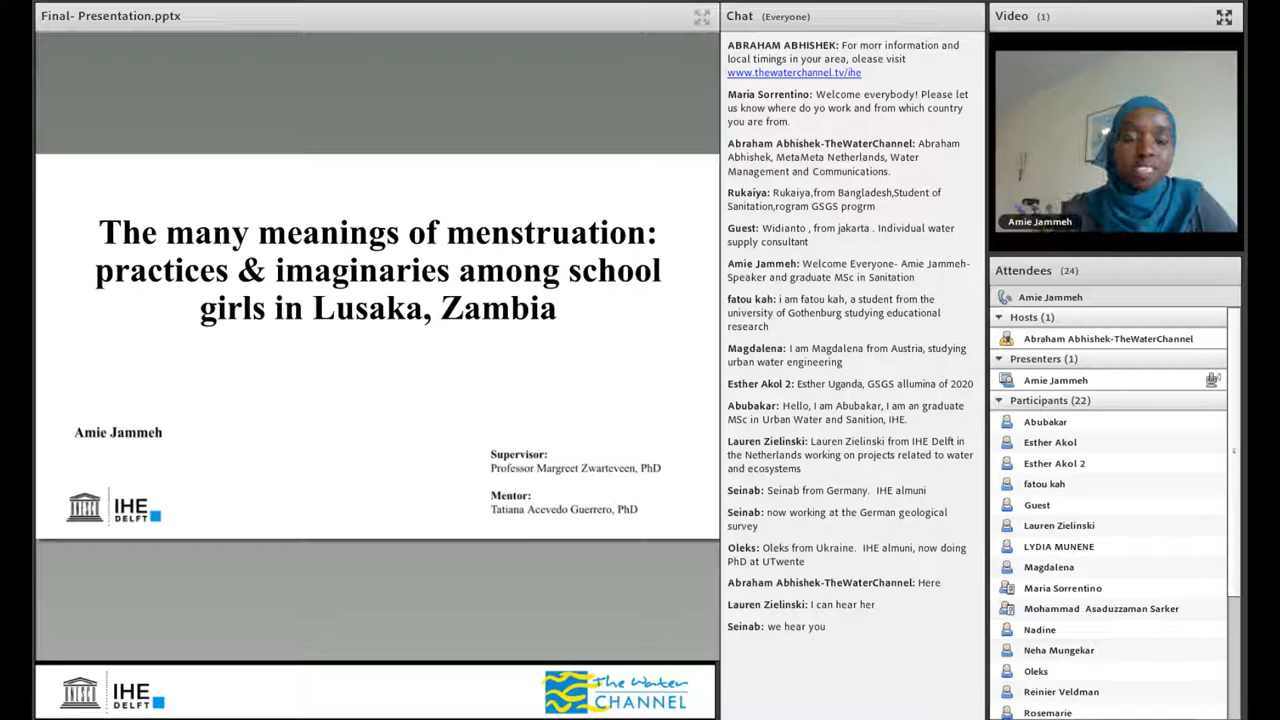 Final- Presentation.pptx
The many meanings of menstruation:
practices & imaginaries among school
girls in Lusaka, Zambia
Amie Jammeh
Supervisor:
Professor Margreet Zwarteveen, PhD
Mentor:
Tatiana Acevedo Guerrero, PhD
IHE
DELFT
IHE
DELFT
The Water
CHANNEL
Chat (Everyone)
ABRAHAM ABHISHEK: For morr information and
local timings in your area, olease visit
www.thewaterchannel.tv/ihe
Maria Sorrentino: Welcome everybody! Please let
us know where do yo work and from which country
you are from.
Abraham Abhishek-TheWaterChannel: Abraham
Abhishek, MetaMeta Netherlands, Water
Management and Communications.
Rukaiya: Rukaiya,from Bangladesh,Student of
Sanitation,rogram GSGS progrm
Guest: Widianto , from jakarta . Individual water
supply consultant
Amie Jammeh: Welcome Everyone- Amie Jammeh-
Speaker and graduate MSc in Sanitation
fatou kah: i am fatou kah, a student from the
university of Gothenburg studying educational
research
Magdalena: I am Magdalena from Austria, studying
urban water engineering
Esther Akol 2: Esther Uganda, GSGS allumina of 2020
Abubakar: Hello, I am Abubakar, I am an graduate
MSc in Urban Water and Sanition, IHE.
Lauren Zielinski: Lauren Zielinski from IHE Delft in
the Netherlands working on projects related to water
and ecosystems
Seinab: Seinab from Germany. IHE almuni
Seinab: now working at the German geological
survey
Oleks: Oleks from Ukraine. IHE almuni, now doing
PhD at UTwente
Abraham Abhishek-TheWaterChannel: Here
Lauren Zielinski: I can hear her
Seinab: we hear you
Video (1)
Amie Jammeh
Attendees (24)
Amie Jammeh
Hosts (1)
Abraham Abhishek-TheWaterChannel
Presenters (1)
Amie Jammeh
Participants (22)
Abubakar
Esther Akol
Esther Akol 2
fatou kah
Guest
Lauren Zielinski
LYDIA MUNENE
Magdalena
Maria Sorrentino
Mohammad Asaduzzaman Sarker
Nadine
Neha Mungekar
Oleks
Reinier Veldman
Rosemarie